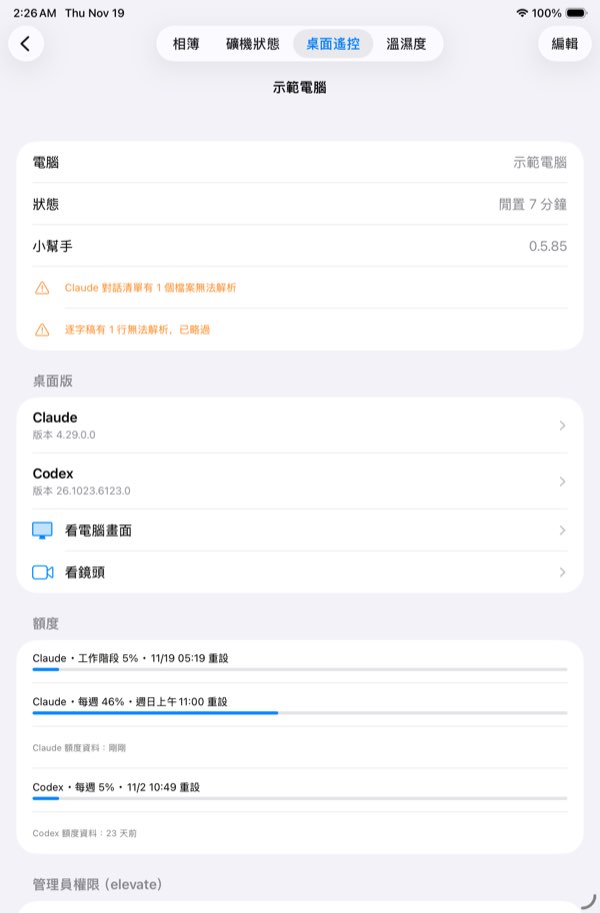 2:26 AM Thu Nov 19
100%
相簿 礦機狀態 桌面遙控 溫濕度
編輯
示範電腦
電腦 示範電腦
狀態 閒置 7 分鐘
小幫手 0.5.85
Claude 對話清單有 1 個檔案無法解析
逐字稿有 1 行無法解析，已略過
桌面版
Claude
版本 4.29.0.0
Codex
版本 26.1023.6123.0
看電腦畫面
看鏡頭
額度
Claude・工作階段 5%・11/19 05:19 重設
Claude・每週 46%・週日上午11:00 重設
Claude 額度資料：剛剛
Codex・每週 5%・11/2 10:49 重設
Codex 額度資料：23 天前
管理員權限（elevate）